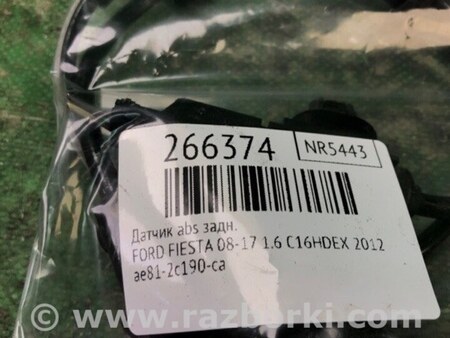 266374
NR5443
Датчик abs задн.
FORD FIESTA 08-17 1.6 C16HDEX 2012
ae81-2c190-ca
www.razborki.com